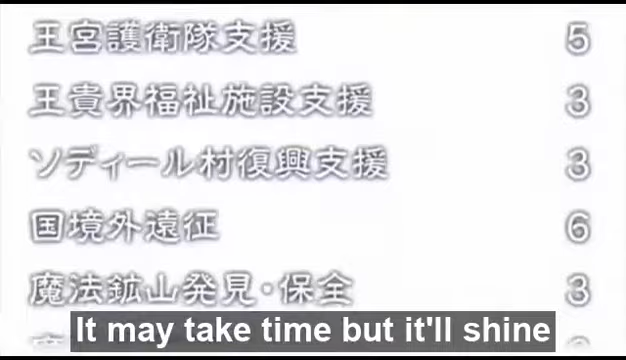 王宮護衛隊支援 5
王貴界福祉施設支援 3
ソディール村復興支援 3
国境外遠征 6
魔法鉱山発見・保全 3
It may take time but it'll shine